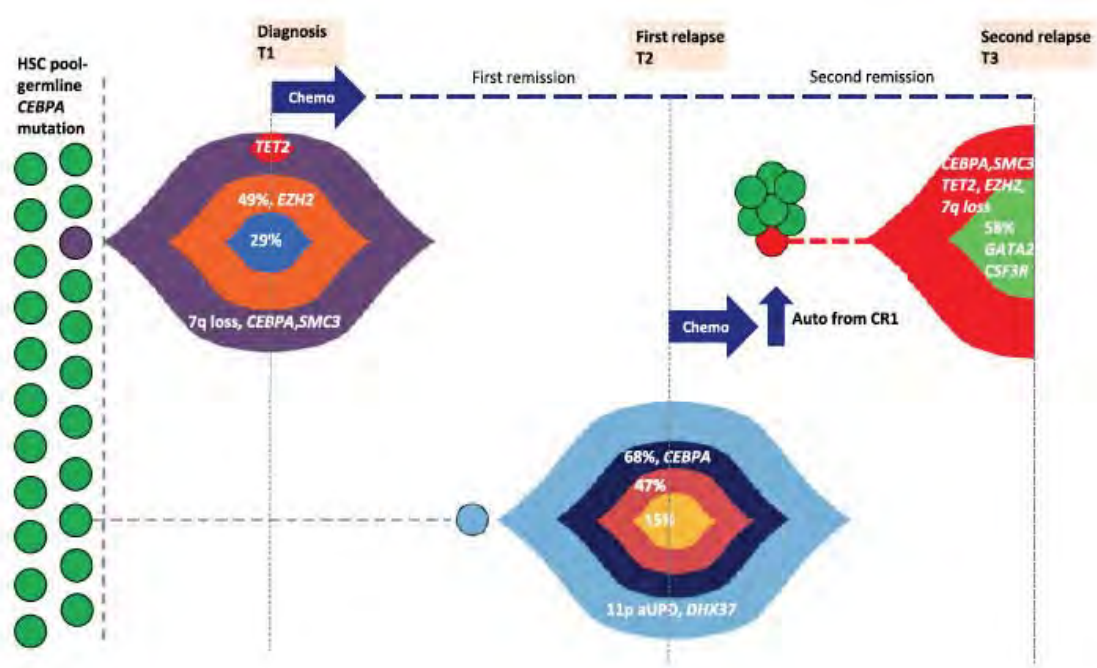 Diagnosis
T1
First relapse
T2
Second relapse
T3
HSC pool-
germline
CEBPA
mutation
Chemo
First remission
Second remission
TET2
49%, EZH2
29%
7q loss, CEBPA,SMC3
CEBPA,SMC3
TET2, EZH2,
7q loss
58%
GATA2
CSF3R
Chemo
Auto from CR1
68%, CEBPA
47%
15%
11p aUPD, DHX37